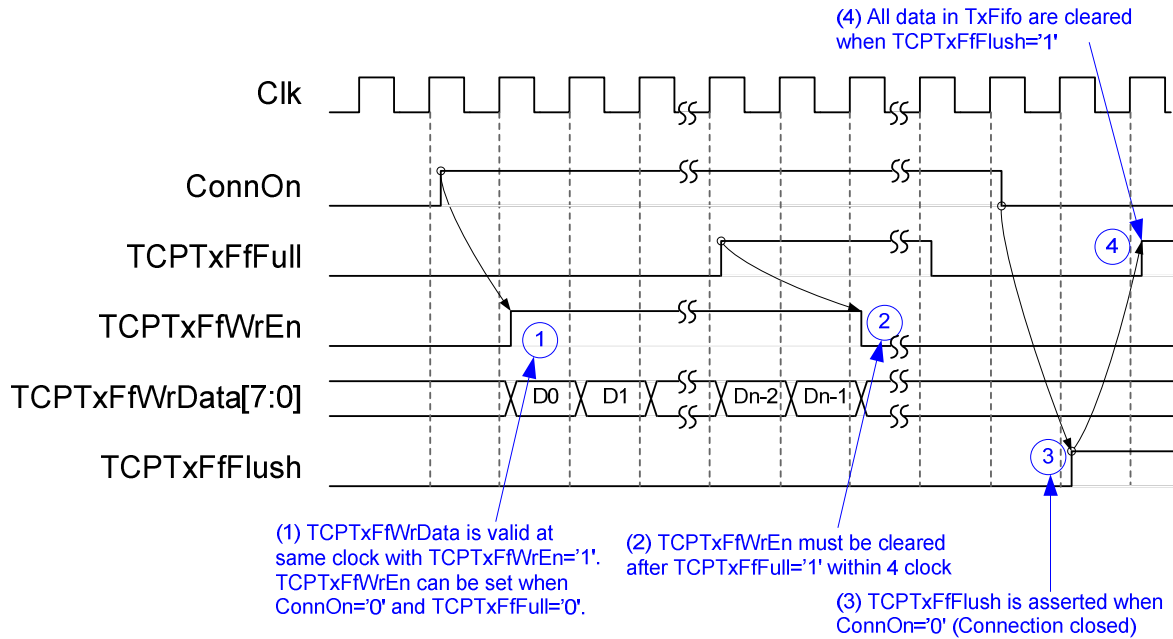 (4) All data in TxFifo are cleared
when TCPTxFfFlush='1'
Clk
ConnOn
TCPTxFfFull
4
TCPTxFfWrEn
1
2
TCPTxFfWrData[7:0]
D0
D1
Dn-2
Dn-1
TCPTxFfFlush
3
(1) TCPTxFfWrData is valid at
same clock with TCPTxFfWrEn='1'.
TCPTxFfWrEn can be set when
ConnOn='0' and TCPTxFfFull='0'.
(2) TCPTxFfWrEn must be cleared
after TCPTxFfFull='1' within 4 clock
(3) TCPTxFfFlush is asserted when
ConnOn='0' (Connection closed)